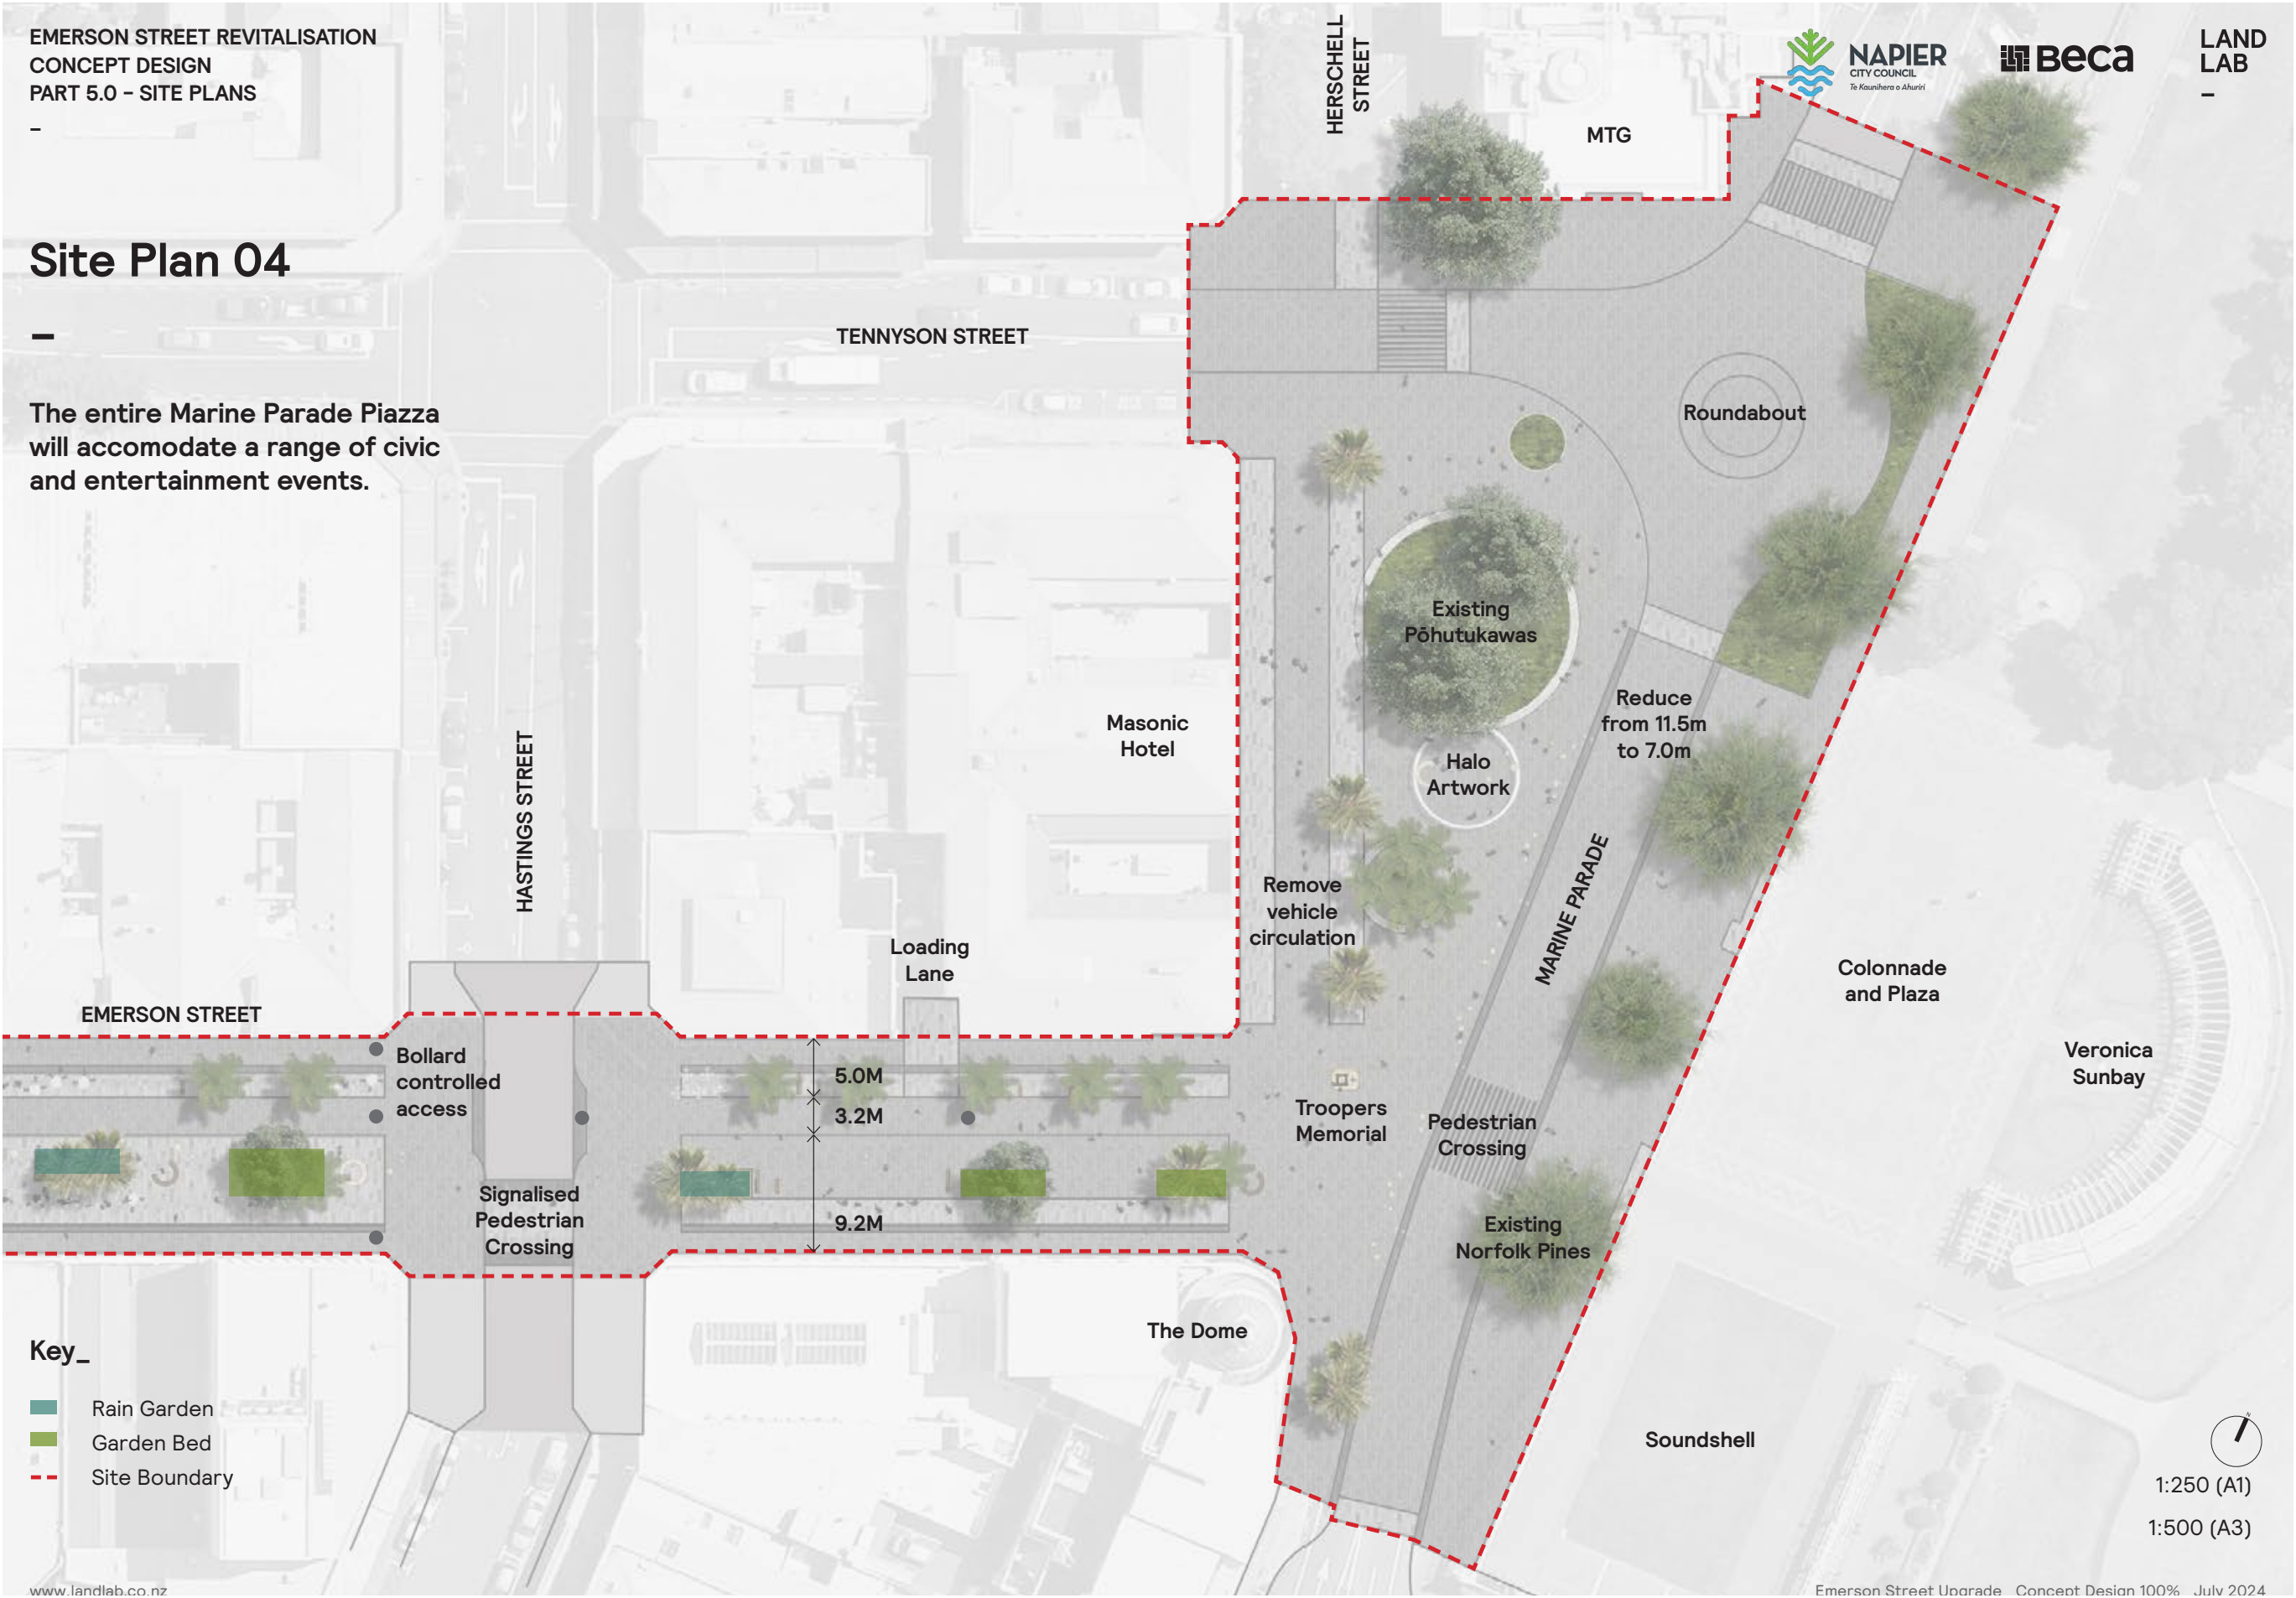 EMERSON STREET REVITALISATION
CONCEPT DESIGN
PART 5.0 – SITE PLANS
–
HERSCHELL
STREET
NAPIER
CITY COUNCIL
Te Kaunihera o Ahuriri
Beca
LAND
LAB
–
MTG
Site Plan 04
–
TENNYSON STREET
The entire Marine Parade Piazza
will accomodate a range of civic
and entertainment events.
Roundabout
Existing
Pōhutukawas
Masonic
Hotel
Reduce
from 11.5m
to 7.0m
Halo
Artwork
HASTINGS STREET
MARINE PARADE
Remove
vehicle
circulation
Loading
Lane
Colonnade
and Plaza
EMERSON STREET
Bollard
controlled
access
5.0M
3.2M
9.2M
Troopers
Memorial
Pedestrian
Crossing
Veronica
Sunbay
Signalised
Pedestrian
Crossing
Existing
Norfolk Pines
The Dome
Soundshell
Key_
Rain Garden
Garden Bed
Site Boundary
N
1:250 (A1)
1:500 (A3)
www.landlab.co.nz
Emerson Street Upgrade Concept Design 100% July 2024